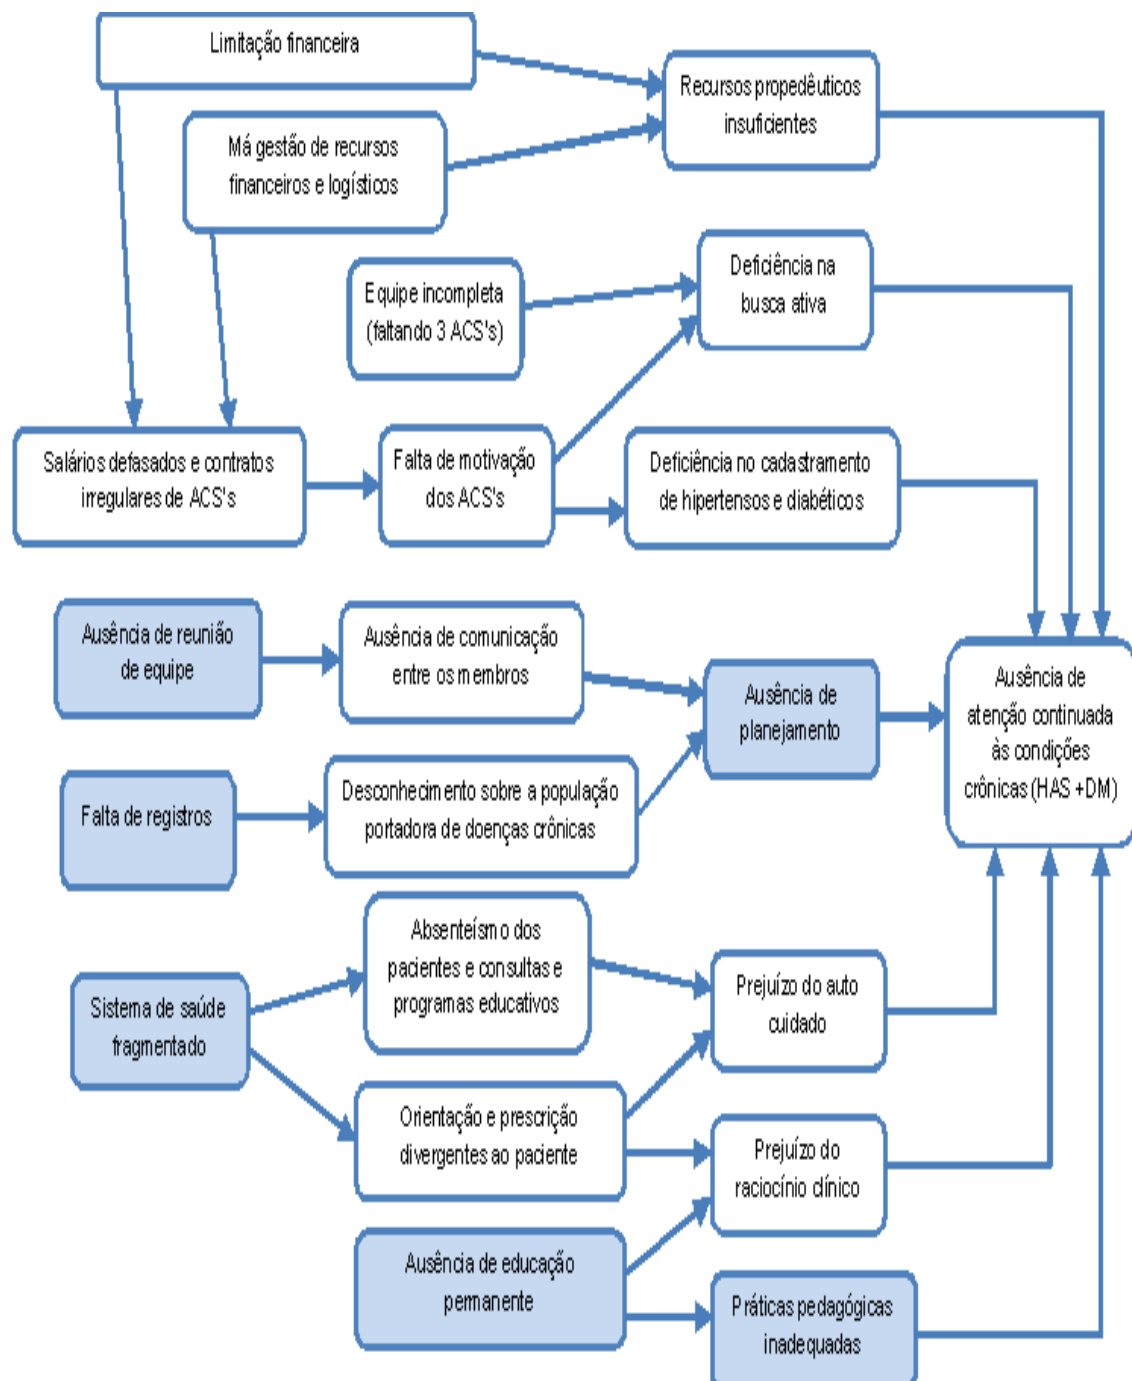 Limitação financeira
Recursos propedêuticos
insuficientes
Má gestão de recursos
financeiros e logísticos
Deficiência na
busca ativa
Equipe incompleta
(faltando 3 ACS's)
Salários defasados e contratos
irregulares de ACS's
Falta de motivação
dos ACS's
Deficiência no cadastramento
de hipertensos e diabéticos
Ausência de reunião
de equipe
Ausência de comunicação
entre os membros
Ausência de
planejamento
Ausência de
atenção continuada
às condições
crônicas (HAS +DM)
Falta de registros
Desconhecimento sobre a população
portadora de doenças crônicas
Absenteísmo dos
pacientes e consultas e
programas educativos
Sistema de saúde
fragmentado
Prejuízo do auto
cuidado
Orientação e prescrição
divergentes ao paciente
Prejuízo do
raciocínio clínico
Ausência de educação
permanente
Práticas pedagógicas
inadequadas